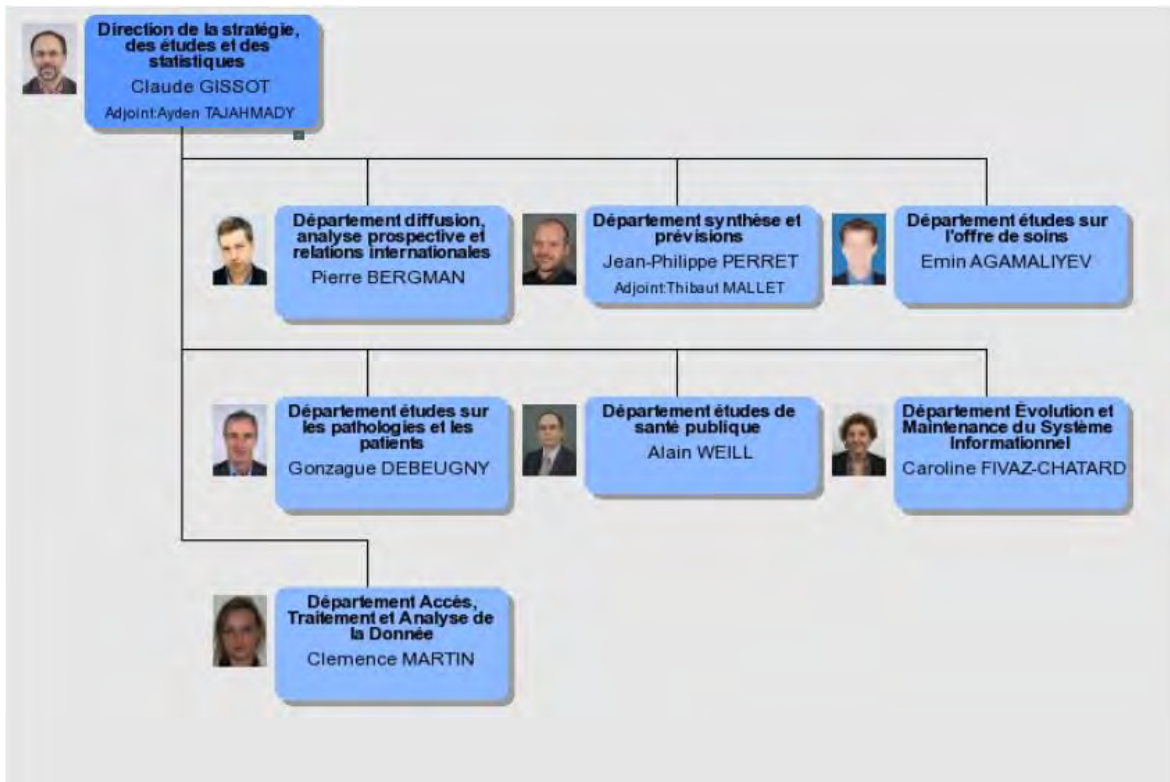 Direction de la stratégie,
des études et des
statistiques
Claude GISSOT
Adjoint:Ayden TAJAHMADY
Département diffusion,
analyse prospective et
relations internationales
Pierre BERGMAN
Département synthèse et
prévisions
Jean-Philippe PERRET
Adjoint:Thibaut MALLET
Département études sur
l'offre de soins
Emin AGAMALIYEV
Département études sur
les pathologies et les
patients
Gonzague DEBEUGNY
Département études de
santé publique
Alain WEILL
Département Évolution et
Maintenance du Système
Informationnel
Caroline FIVAZ-CHATARD
Département Accès,
Traitement et Analyse de
la Donnée
Clemence MARTIN